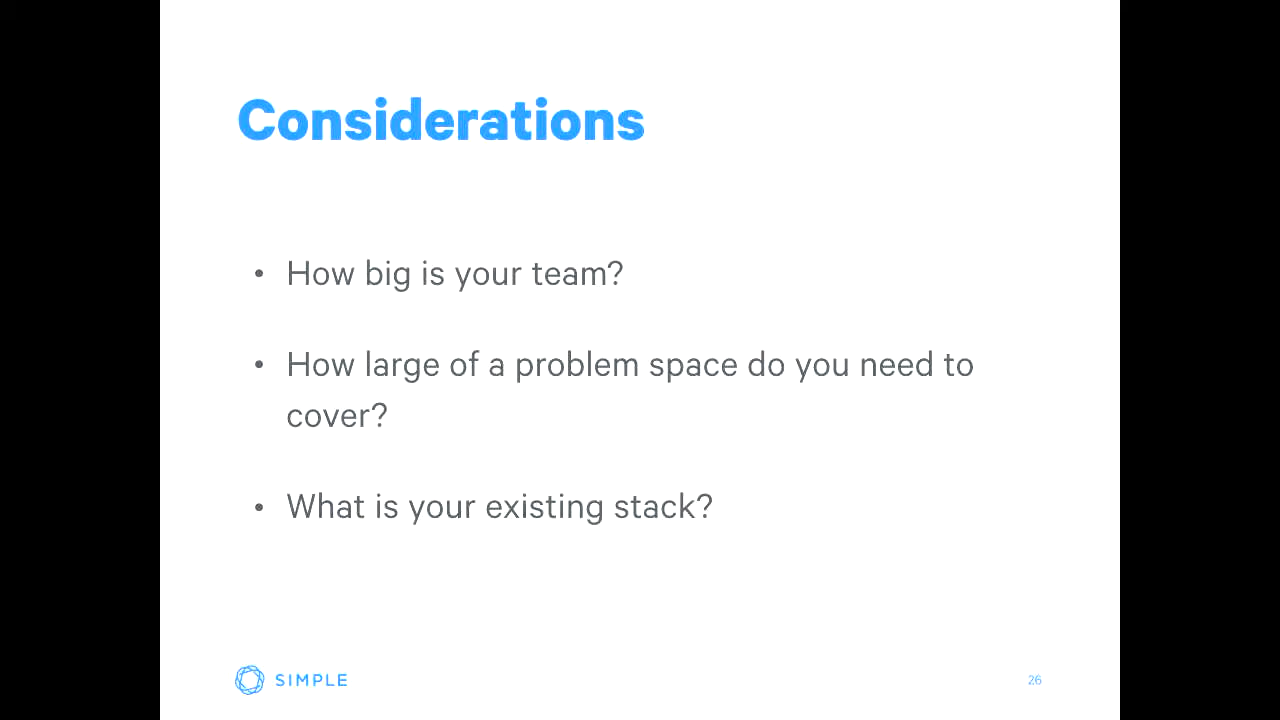 Considerations
• How big is your team?
• How large of a problem space do you need to
cover?
• What is your existing stack?
SIMPLE
26